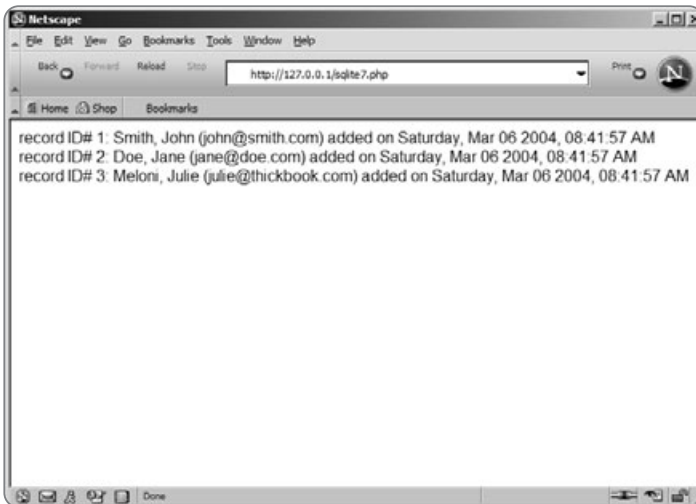 Netscape
File Edit View Go Bookmarks Tools Window Help
Back Forward Reload Stop http://127.0.0.1/sqlite7.php Print N
Home Shop Bookmarks
record ID# 1: Smith, John (john@smith.com) added on Saturday, Mar 06 2004, 08:41:57 AM
record ID# 2: Doe, Jane (jane@doe.com) added on Saturday, Mar 06 2004, 08:41:57 AM
record ID# 3: Meloni, Julie (julie@thickbook.com) added on Saturday, Mar 06 2004, 08:41:57 AM
Done